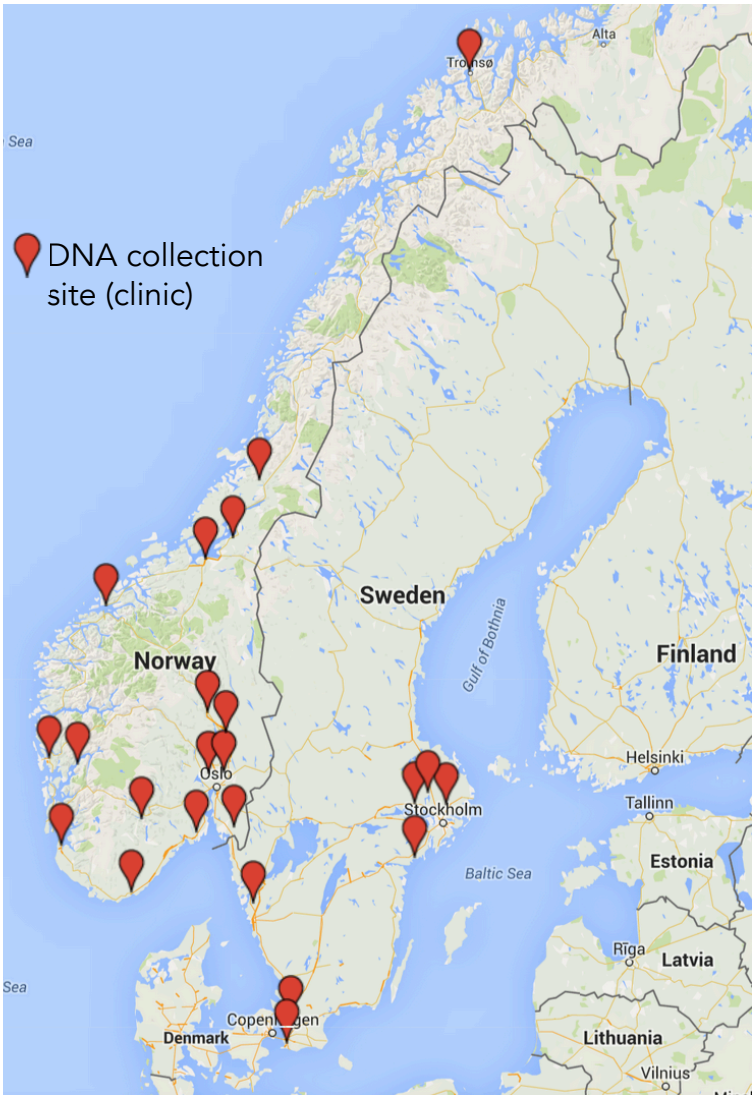 Alta
Tromsø
Sea
DNA collection
site (clinic)
Sweden
Gulf of Bothnia
Norway
Finland
Helsinki
Oslo
Tallinn
Stockholm
Estonia
Baltic Sea
Rīga
Latvia
Sea
Copenhagen
Denmark
Lithuania
Vilnius